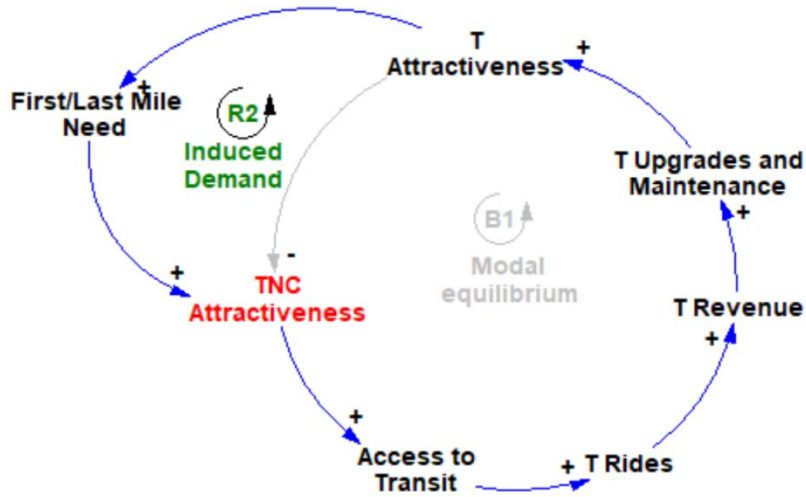 T
Attractiveness
+
+
First/Last Mile
Need
R2
Induced
Demand
T Upgrades and
Maintenance
+
B1
Modal
equilibrium
+
-
TNC
Attractiveness
T Revenue
+
+
Access to
Transit
+
T Rides